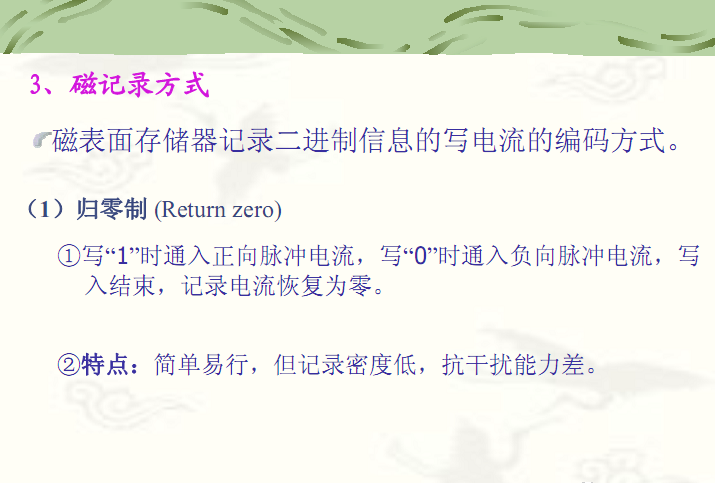 3、磁记录方式
磁表面存储器记录二进制信息的写电流的编码方式。
（1）归零制 (Return zero)
①写“1”时通入正向脉冲电流，写“0”时通入负向脉冲电流，写
入结束，记录电流恢复为零。
②特点：简单易行，但记录密度低，抗干扰能力差。